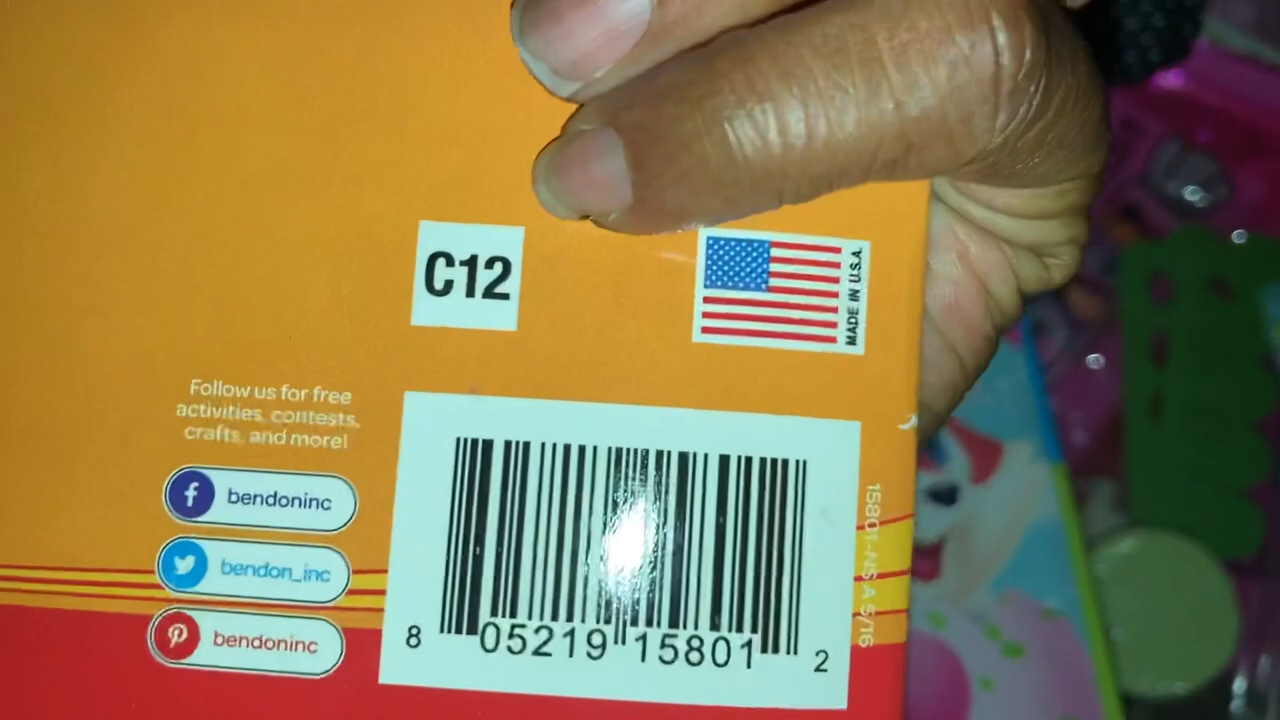 C12
MADE IN U.S.A.
Follow us for free
activities, contests,
crafts, and more!
bendoninc
bendon_inc
bendoninc
8 05219 15801 2
15801-NS A 5/16